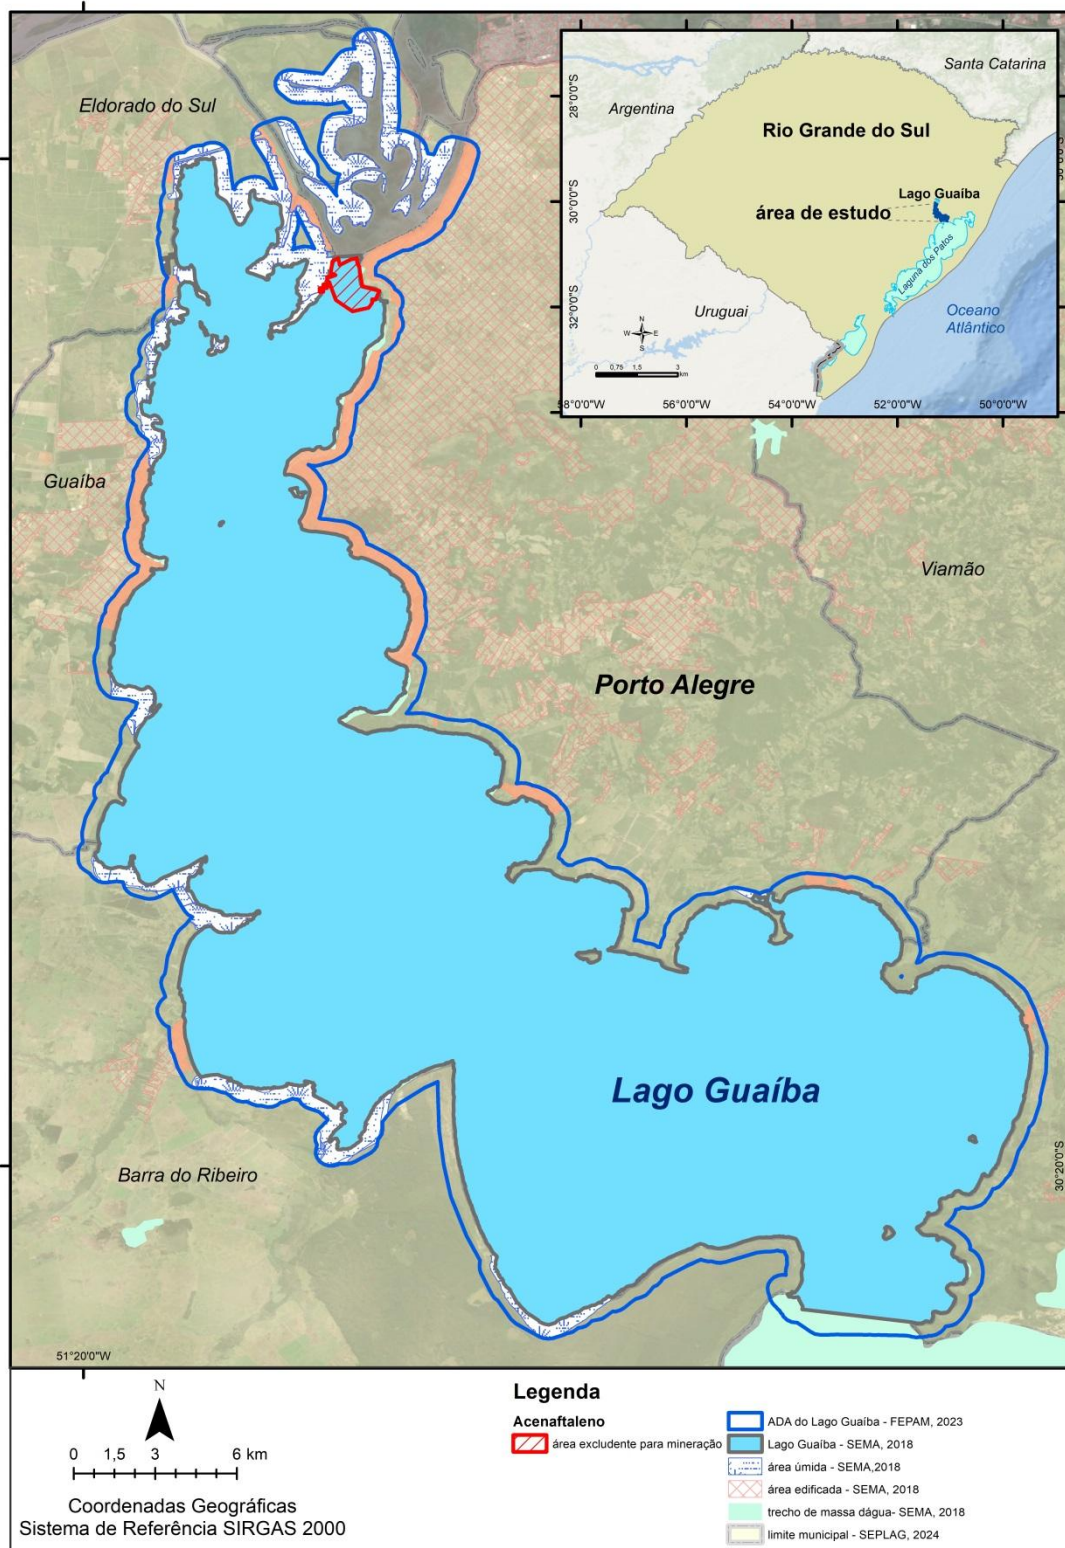 Eldorado do Sul
Argentina
Santa Catarina
Rio Grande do Sul
Lago Guaíba
área de estudo
Laguna dos Patos
Uruguai
Oceano
Atlântico
N
W
E
S
0 0,75 1,5 3
km
28°0'0"S
30°0'0"S
32°0'0"S
58°0'0"W
56°0'0"W
54°0'0"W
52°0'0"W
50°0'0"W
Guaíba
Viamão
Porto Alegre
Lago Guaíba
Barra do Ribeiro
30°20'0"S
51°20'0"W
N
0 1,5 3 6 km
Coordenadas Geográficas
Sistema de Referência SIRGAS 2000
Legenda
Acenaftaleno
área excludente para mineração
ADA do Lago Guaíba - FEPAM, 2023
Lago Guaíba - SEMA, 2018
área úmida - SEMA,2018
área edificada - SEMA, 2018
trecho de massa dágua- SEMA, 2018
limite municipal - SEPLAG, 2024